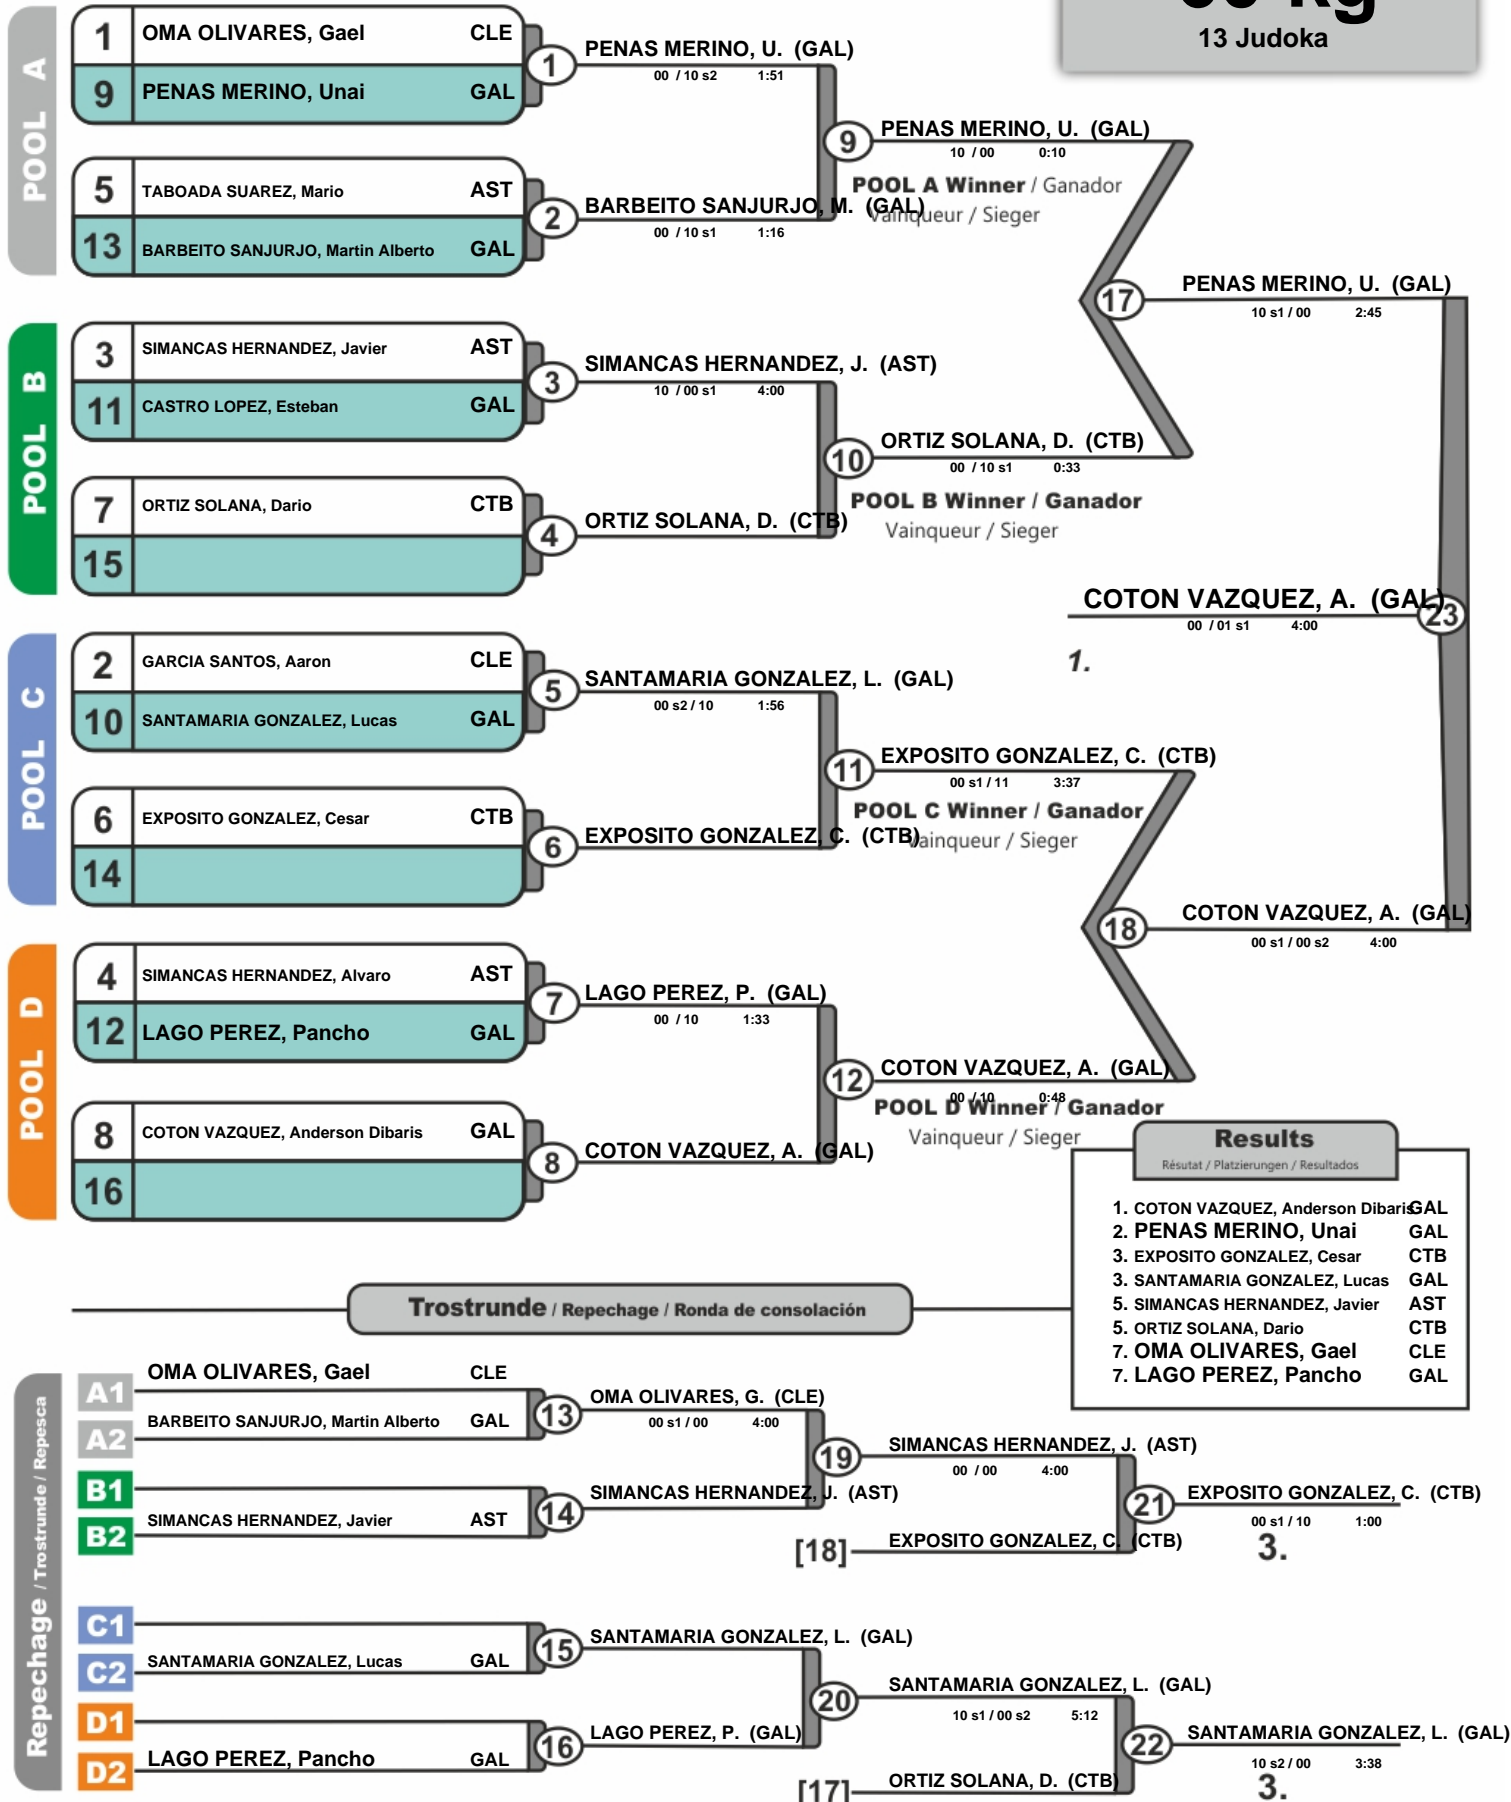 kg
13 Judoka
POOL A
1 OMA OLIVARES, Gael CLE
9 PENAS MERINO, Unai GAL
5 TABOADA SUAREZ, Mario AST
13 BARBEITO SANJURJO, Martin Alberto GAL
1
PENAS MERINO, U. (GAL)
00 / 10 s2 1:51
2
BARBEITO SANJURJO, M. (GAL)
00 / 10 s1 1:16
9
PENAS MERINO, U. (GAL)
10 / 00 0:10
POOL A Winner / Ganador
Vainqueur / Sieger
POOL B
3 SIMANCAS HERNANDEZ, Javier AST
11 CASTRO LOPEZ, Esteban GAL
7 ORTIZ SOLANA, Dario CTB
15
3
SIMANCAS HERNANDEZ, J. (AST)
10 / 00 s1 4:00
4
ORTIZ SOLANA, D. (CTB)
10
ORTIZ SOLANA, D. (CTB)
00 / 10 s1 0:33
POOL B Winner / Ganador
Vainqueur / Sieger
17
PENAS MERINO, U. (GAL)
10 s1 / 00 2:45
COTON VAZQUEZ, A. (GAL)
23
00 / 01 s1 4:00
1.
POOL C
2 GARCIA SANTOS, Aaron CLE
10 SANTAMARIA GONZALEZ, Lucas GAL
6 EXPOSITO GONZALEZ, Cesar CTB
14
5
SANTAMARIA GONZALEZ, L. (GAL)
00 s2 / 10 1:56
6
EXPOSITO GONZALEZ, C. (CTB)
11
EXPOSITO GONZALEZ, C. (CTB)
00 s1 / 11 3:37
POOL C Winner / Ganador
Vainqueur / Sieger
POOL D
4 SIMANCAS HERNANDEZ, Alvaro AST
12 LAGO PEREZ, Pancho GAL
8 COTON VAZQUEZ, Anderson Dibaris GAL
16
7
LAGO PEREZ, P. (GAL)
00 / 10 1:33
8
COTON VAZQUEZ, A. (GAL)
12
COTON VAZQUEZ, A. (GAL)
00 / 10 0:48
POOL D Winner / Ganador
Vainqueur / Sieger
18
COTON VAZQUEZ, A. (GAL)
00 s1 / 00 s2 4:00
Results
Résutat / Platzierungen / Resultados
1. COTON VAZQUEZ, Anderson Dibaris GAL
2. PENAS MERINO, Unai GAL
3. EXPOSITO GONZALEZ, Cesar CTB
3. SANTAMARIA GONZALEZ, Lucas GAL
5. SIMANCAS HERNANDEZ, Javier AST
5. ORTIZ SOLANA, Dario CTB
7. OMA OLIVARES, Gael CLE
7. LAGO PEREZ, Pancho GAL
Trostrunde / Repechage / Ronda de consolación
Repechage / Trostrunde / Repesca
A1 OMA OLIVARES, Gael CLE
A2 BARBEITO SANJURJO, Martin Alberto GAL
B1
B2 SIMANCAS HERNANDEZ, Javier AST
13
OMA OLIVARES, G. (CLE)
00 s1 / 00 4:00
14
SIMANCAS HERNANDEZ, J. (AST)
19
SIMANCAS HERNANDEZ, J. (AST)
00 / 00 4:00
[18] EXPOSITO GONZALEZ, C. (CTB)
21
EXPOSITO GONZALEZ, C. (CTB)
00 s1 / 10 1:00
3.
C1
C2 SANTAMARIA GONZALEZ, Lucas GAL
D1
D2 LAGO PEREZ, Pancho GAL
15
SANTAMARIA GONZALEZ, L. (GAL)
16
LAGO PEREZ, P. (GAL)
20
SANTAMARIA GONZALEZ, L. (GAL)
10 s1 / 00 s2 5:12
[17] ORTIZ SOLANA, D. (CTB)
22
SANTAMARIA GONZALEZ, L. (GAL)
10 s2 / 00 3:38
3.